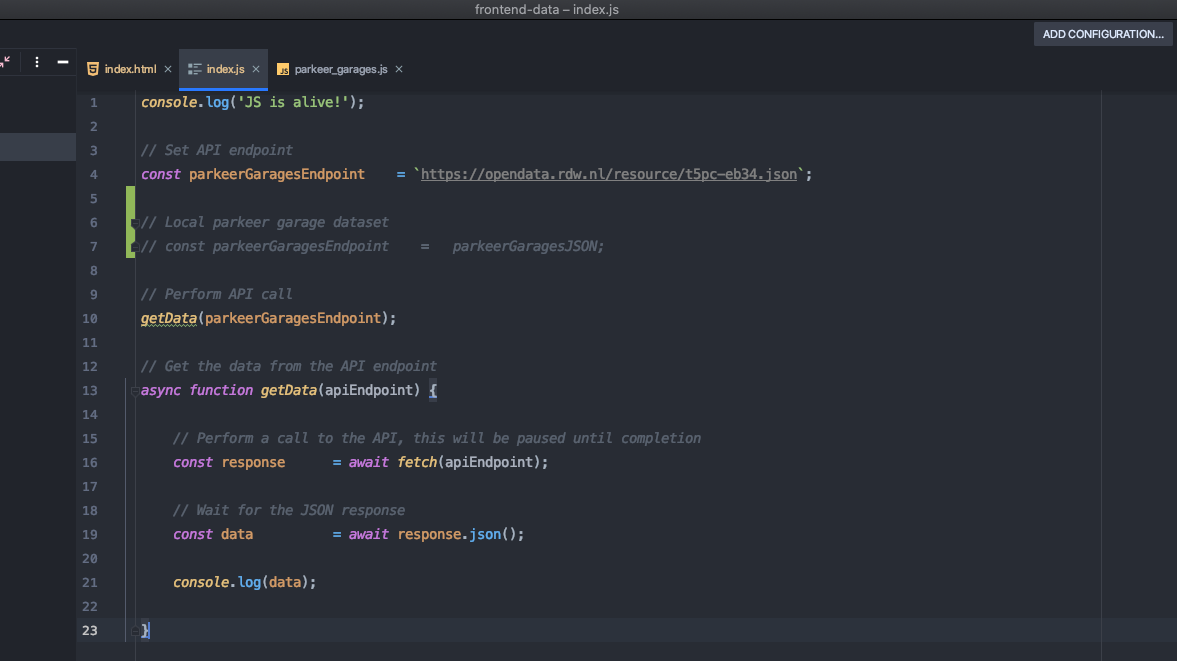 frontend-data – index.js
ADD CONFIGURATION...
index.html × index.js × parkeer_garages.js ×
1 console.log('JS is alive!');
2
3 // Set API endpoint
4 const parkeerGaragesEndpoint    = `https://opendata.rdw.nl/resource/t5pc-eb34.json`;
5
6 // Local parkeer garage dataset
7 // const parkeerGaragesEndpoint    =   parkeerGaragesJSON;
8
9 // Perform API call
10 getData(parkeerGaragesEndpoint);
11
12 // Get the data from the API endpoint
13 async function getData(apiEndpoint) {
14
15     // Perform a call to the API, this will be paused until completion
16     const response      = await fetch(apiEndpoint);
17
18     // Wait for the JSON response
19     const data          = await response.json();
20
21     console.log(data);
22
23 }